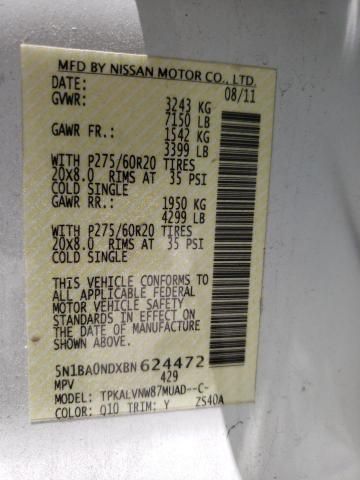 MFD BY NISSAN MOTOR CO., LTD.
DATE: 08/11
GVWR: 3243 KG
7150 LB
GAWR FR.: 1542 KG
3399 LB
WITH P275/60R20 TIRES
20X8.0 RIMS AT 35 PSI
COLD SINGLE
GAWR RR.: 1950 KG
4299 LB
WITH P275/60R20 TIRES
20X8.0 RIMS AT 35 PSI
COLD SINGLE
THIS VEHICLE CONFORMS TO
ALL APPLICABLE FEDERAL
MOTOR VEHICLE SAFETY
STANDARDS IN EFFECT ON
THE DATE OF MANUFACTURE
SHOWN ABOVE.
5N1BA0NDXBN 624472
MPV 429
MODEL: TPKALVNW87MUAD--C-
COLOR: Q10 TRIM: Y ZS40A